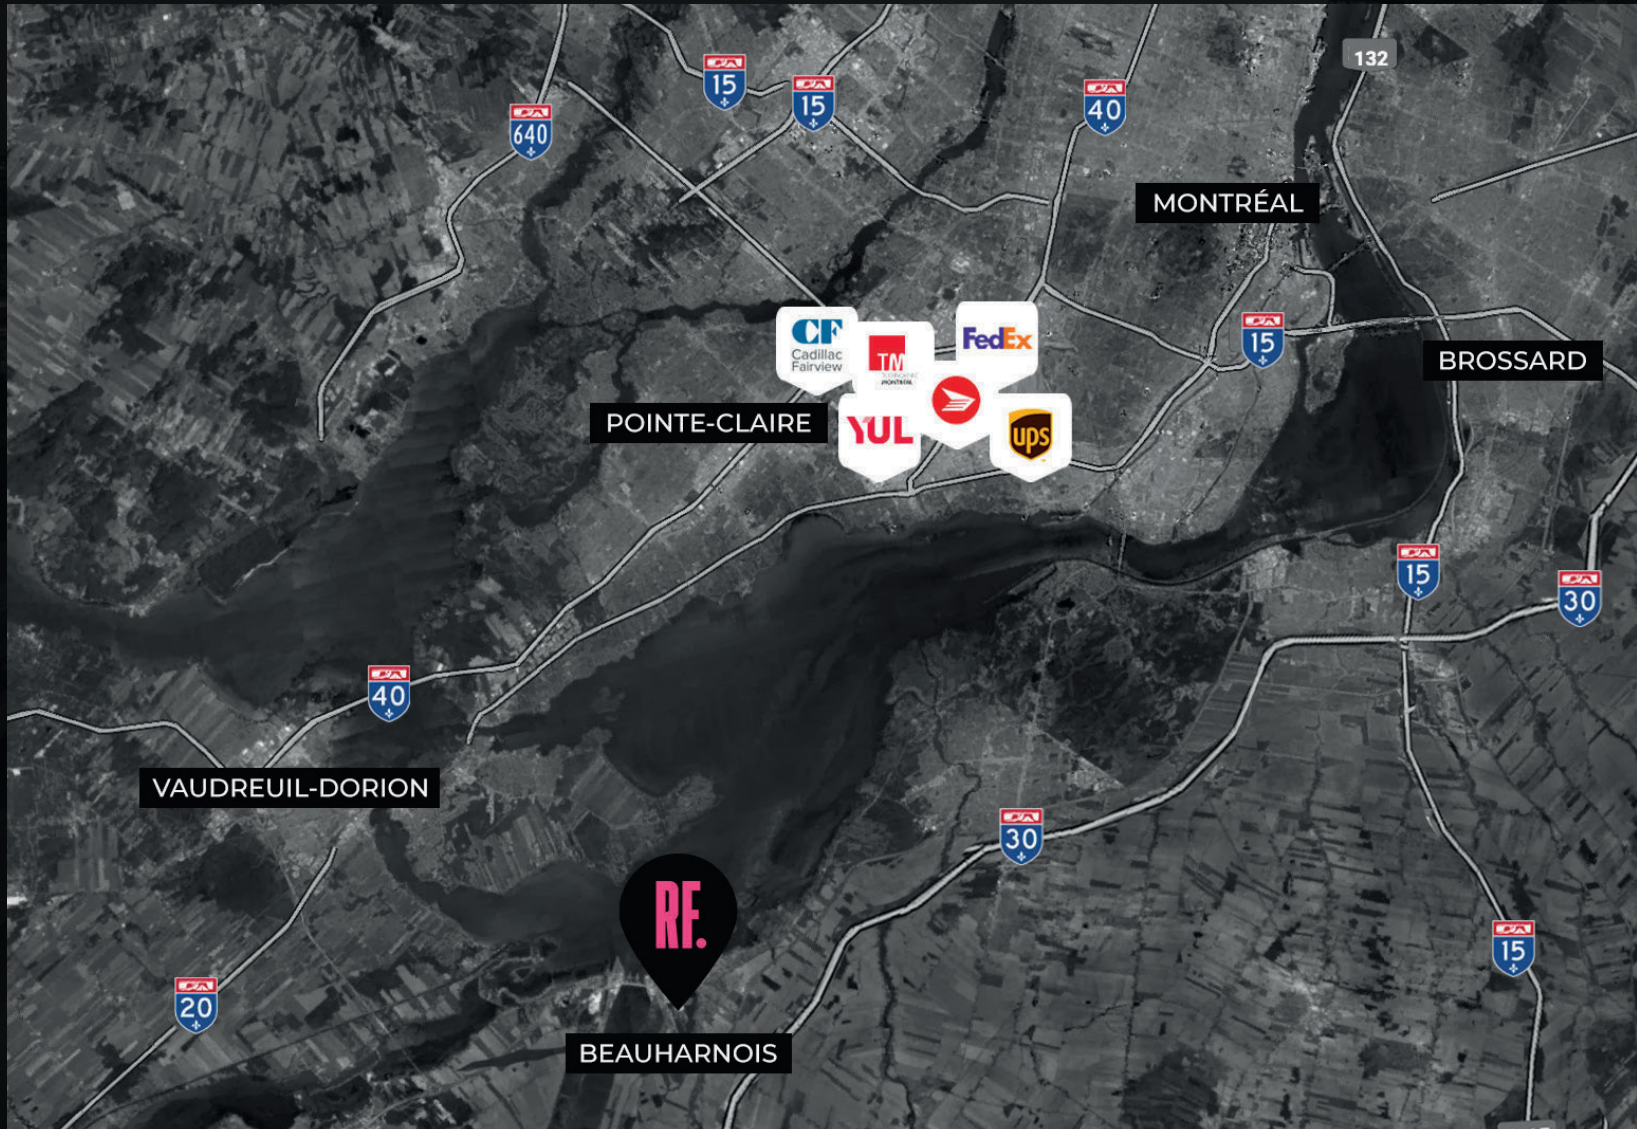 132
15
15
40
640
MONTRÉAL
CF
Cadillac
Fairview
TM
MONTRÉAL
FedEx
15
BROSSARD
POINTE-CLAIRE
YUL
ups
15
30
40
VAUDREUIL-DORION
30
RF.
15
20
BEAUHARNOIS